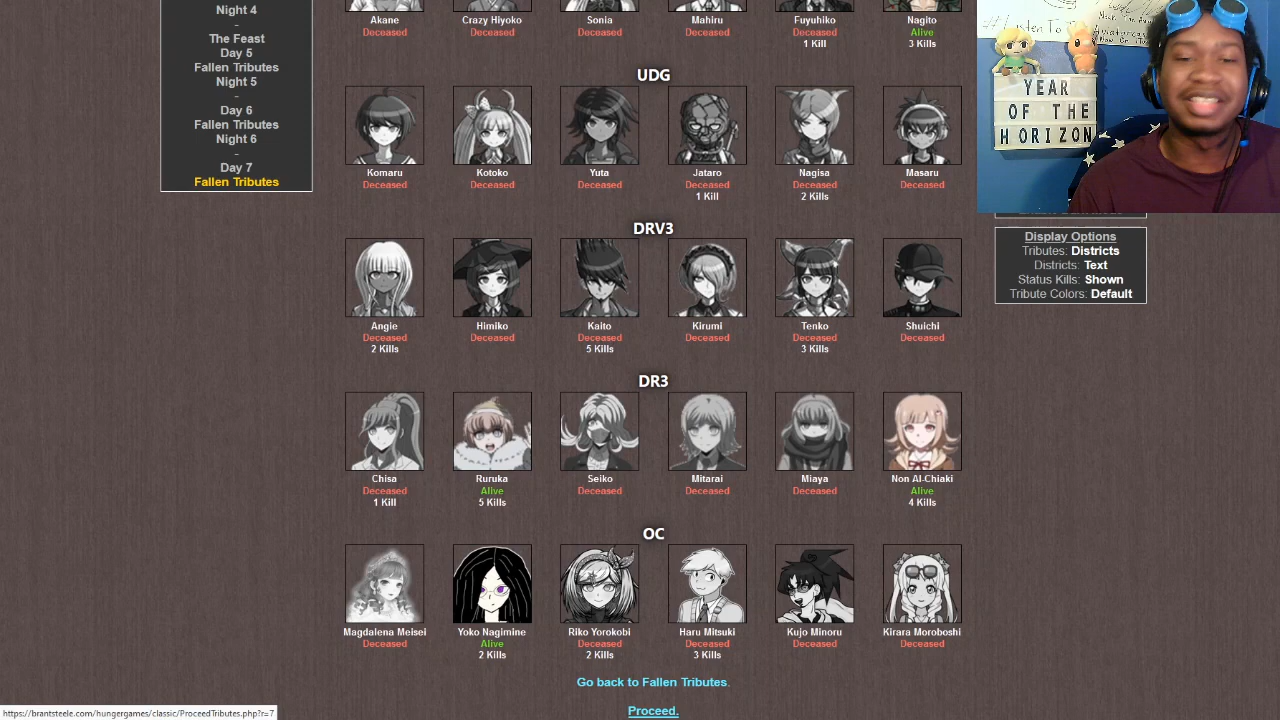 Night 4
-
The Feast
Day 5
Fallen Tributes
Night 5
-
Day 6
Fallen Tributes
Night 6
-
Day 7
Fallen Tributes
Akane Crazy Hiyoko Sonia Mahiru Fuyuhiko Nagito
Deceased Deceased Deceased Deceased Deceased Alive
1 Kill 3 Kills
UDG
Komaru Kotoko Yuta Jataro Nagisa Masaru
Deceased Deceased Deceased Deceased Deceased Deceased
1 Kill 2 Kills
DRV3
Angie Himiko Kaito Kirumi Tenko Shuichi
Deceased Deceased Deceased Deceased Deceased Deceased
2 Kills 5 Kills 3 Kills
DR3
Chisa Ruruka Seiko Mitarai Miaya Non AI-Chiaki
Deceased Alive Deceased Deceased Deceased Alive
1 Kill 5 Kills 4 Kills
OC
Magdalena Meisei Yoko Nagimine Riko Yorokobi Haru Mitsuki Kujo Minoru Kirara Moroboshi
Deceased Alive Deceased Deceased Deceased Deceased
2 Kills 2 Kills 3 Kills
Go back to Fallen Tributes.
Proceed.
YEAR
OF THE
HORIZON
Display Options
Tributes: Districts
Districts: Text
Status Kills: Shown
Tribute Colors: Default
https://brantsteele.com/hungergames/classic/ProceedTributes.php?r=7